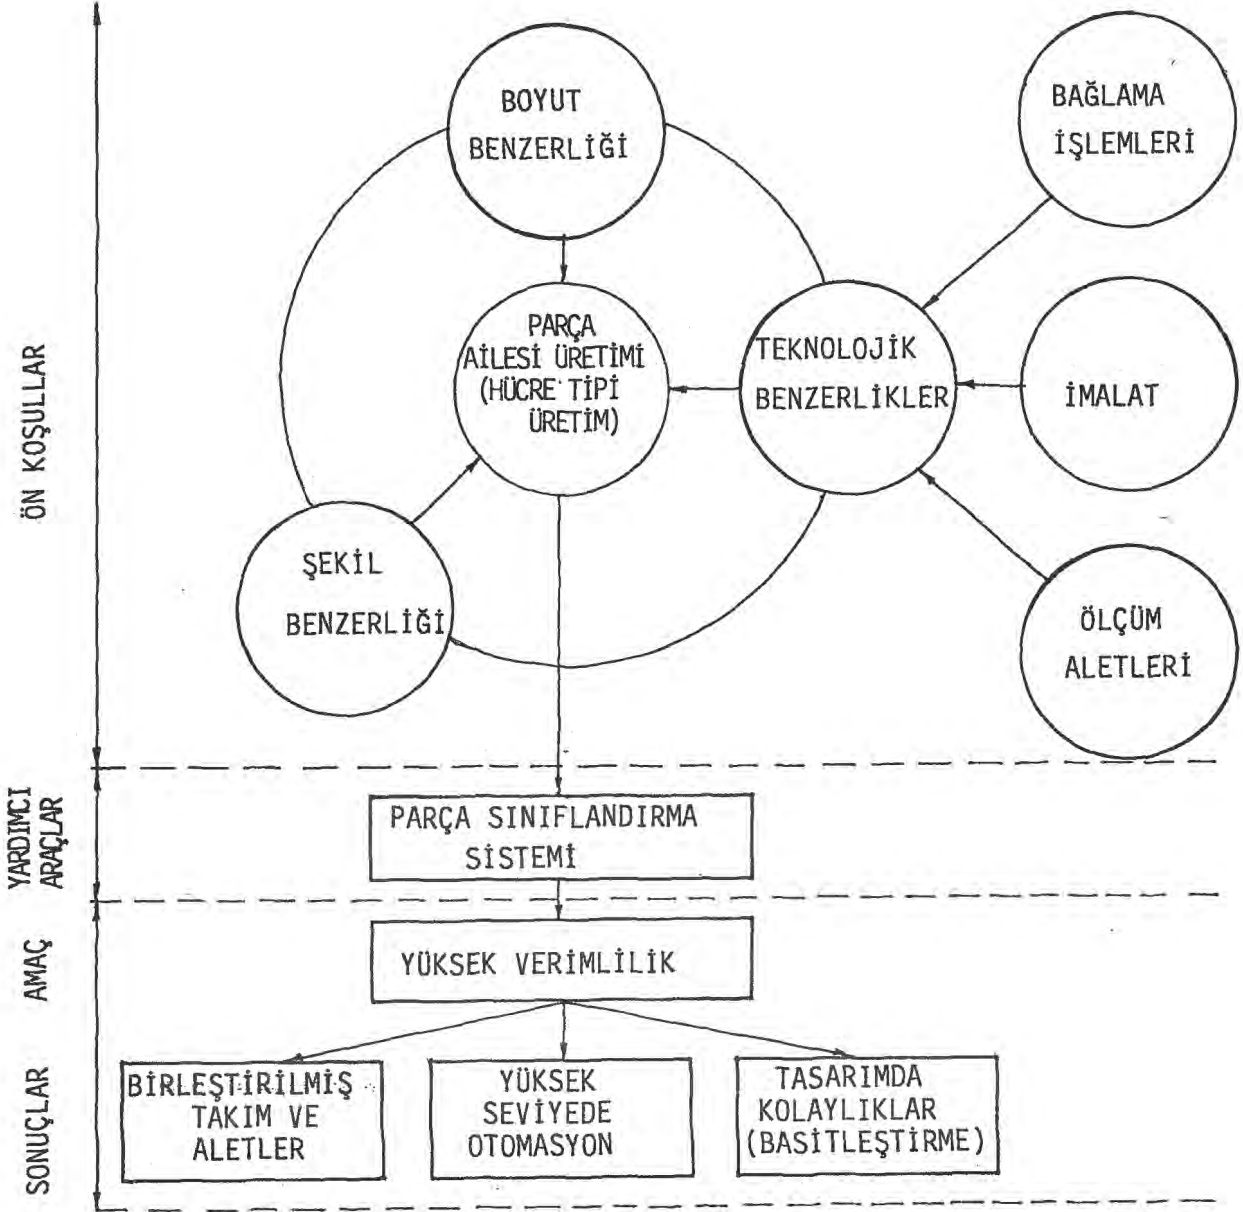 BOYUT
BENZERLİĞİ
BAĞLAMA
İŞLEMLERİ
PARÇA
AİLESİ ÜRETİMİ
(HÜCRE TİPİ
ÜRETİM)
TEKNOLOJİK
BENZERLİKLER
İMALAT
ŞEKİL
BENZERLİĞİ
ÖLÇÜM
ALETLERİ
ÖN KOŞULLAR
YARDIMCI
ARAÇLAR
PARÇA SINIFLANDIRMA
SİSTEMİ
AMAÇ
YÜKSEK VERİMLİLİK
SONUÇLAR
BİRLEŞTİRİLMİŞ
TAKIM VE
ALETLER
YÜKSEK
SEVİYEDE
OTOMASYON
TASARIMDA
KOLAYLIKLAR
(BASİTLEŞTİRME)